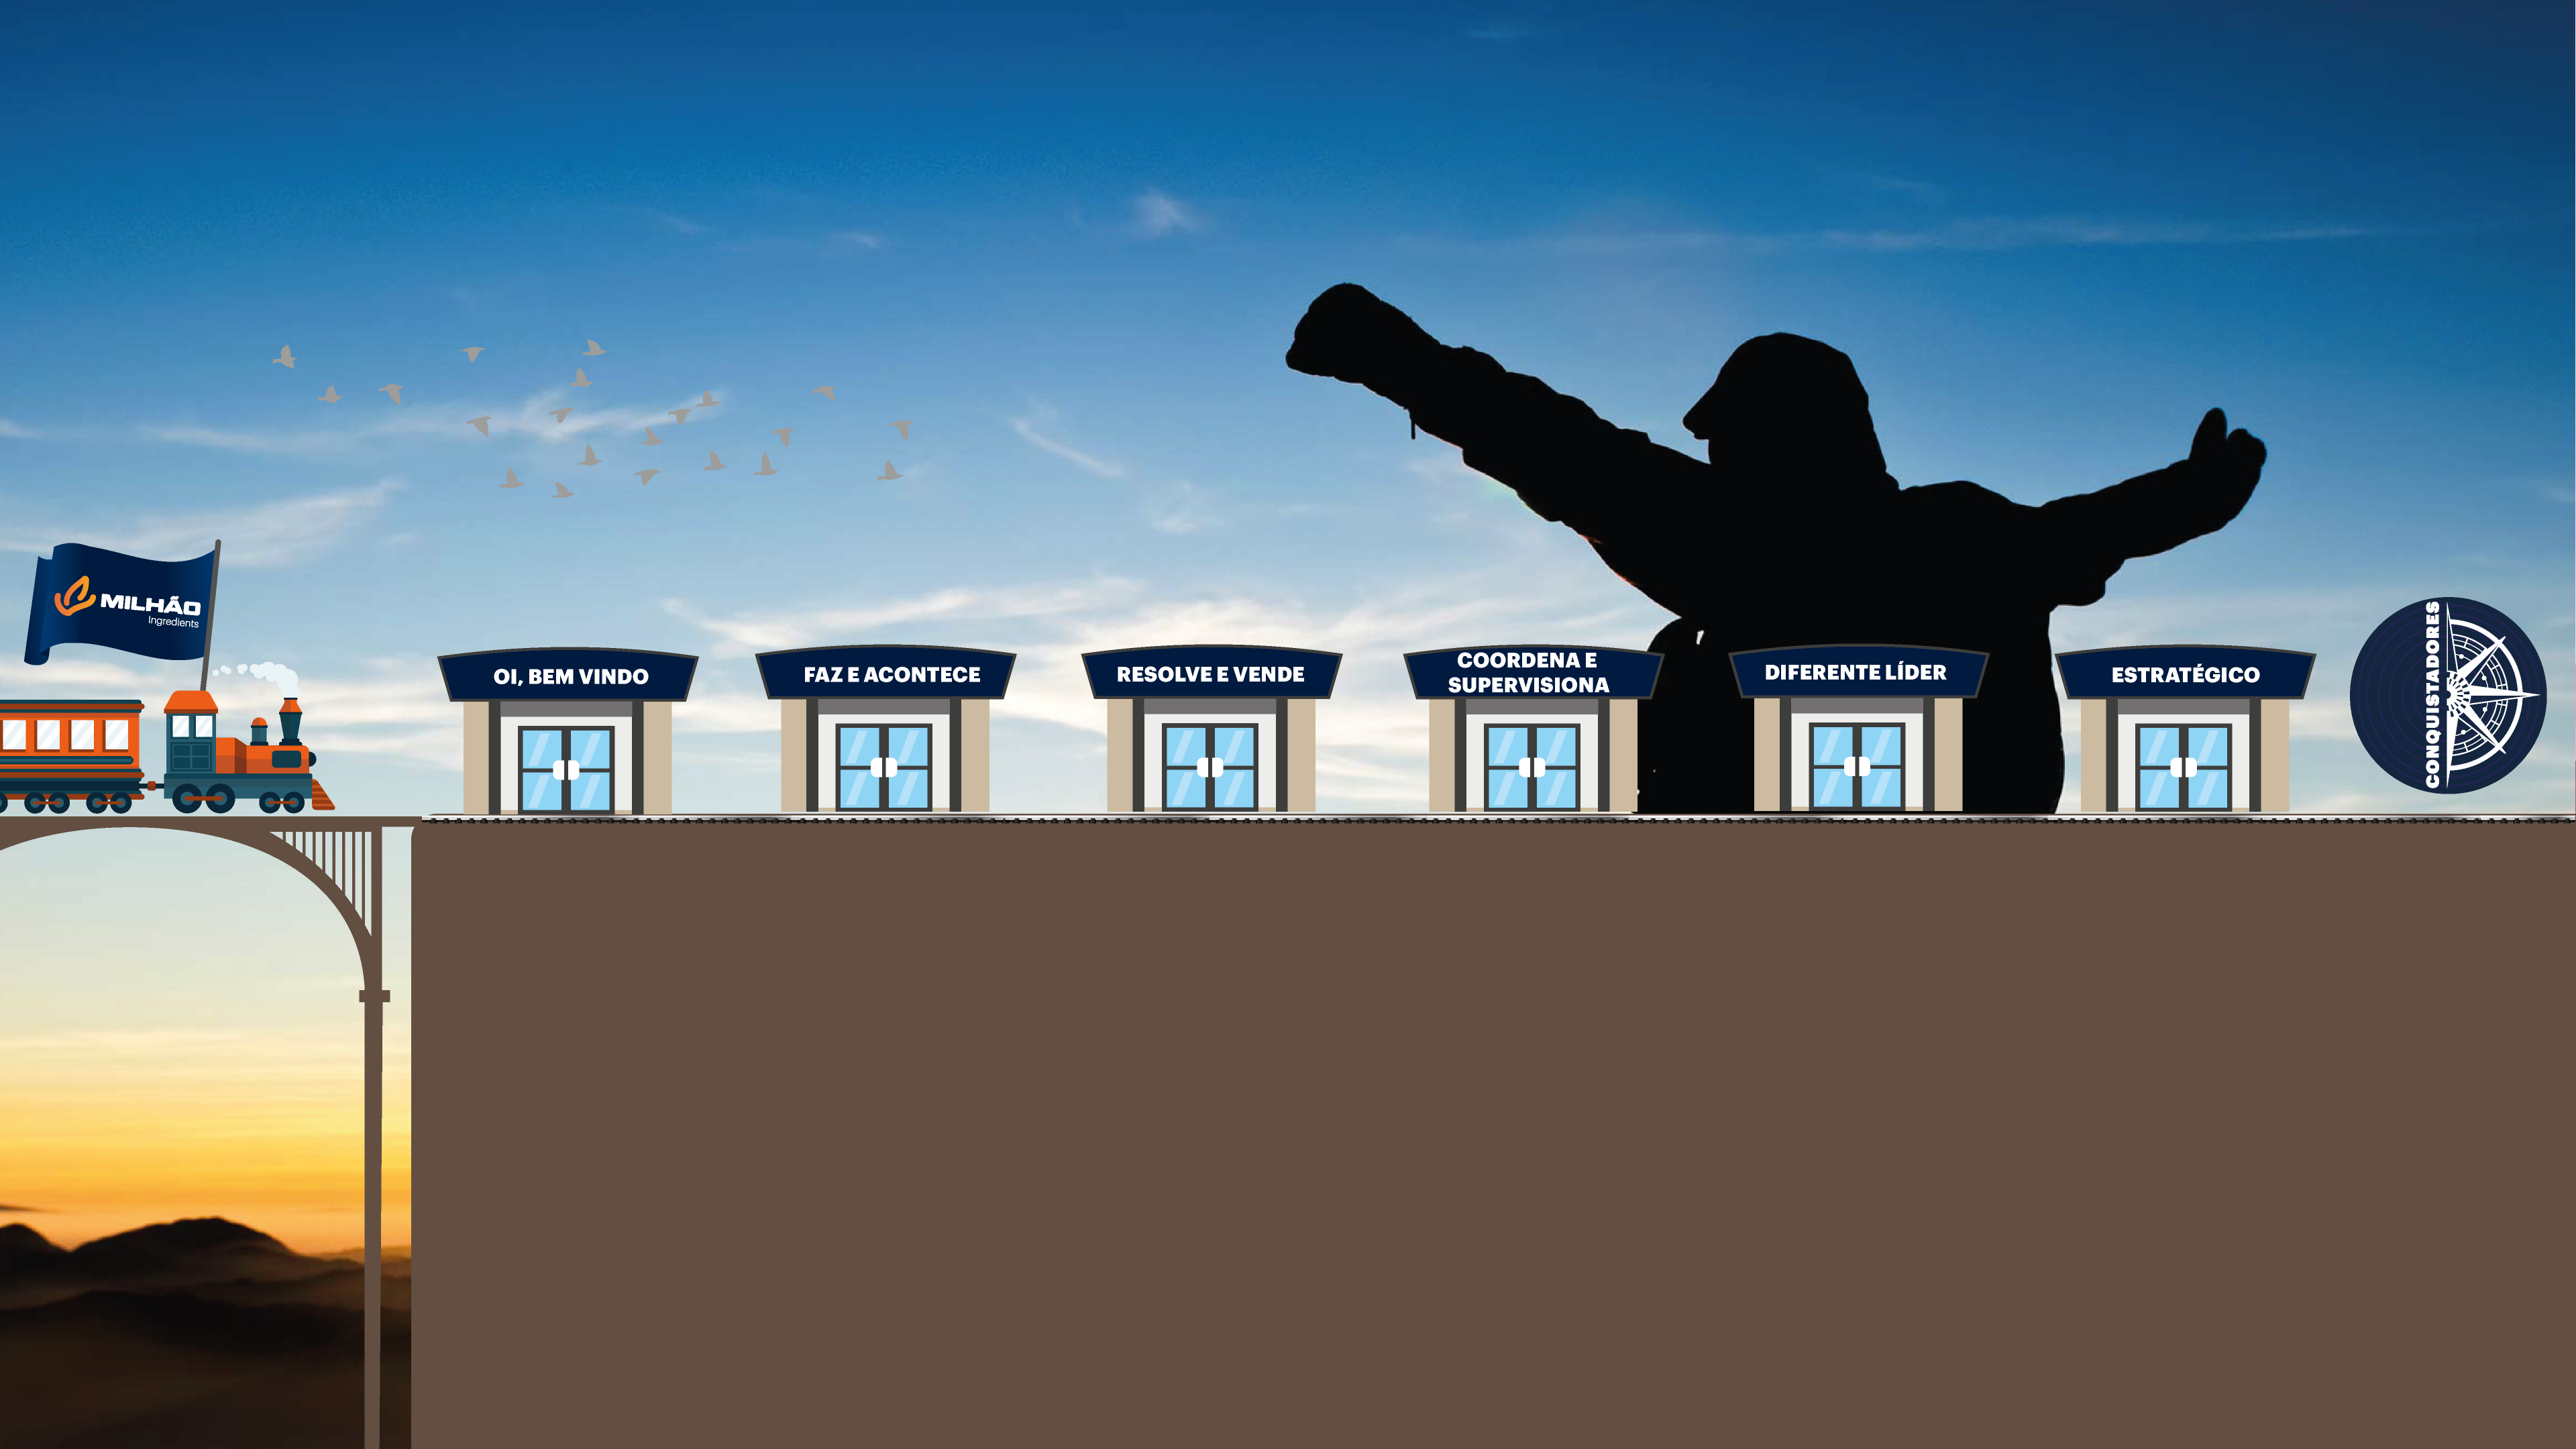 MILHÃO
Ingredients
OI, BEM VINDO
FAZ E ACONTECE
RESOLVE E VENDE
COORDENA E
SUPERVISIONA
DIFERENTE LÍDER
ESTRATÉGICO
CONQUISTADORES